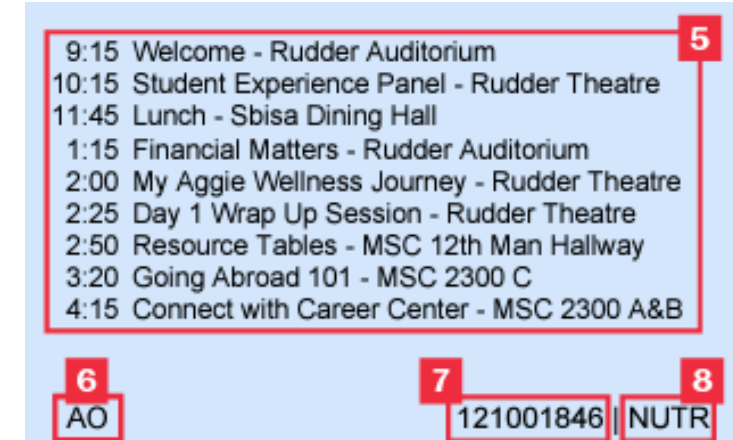 5
9:15 Welcome - Rudder Auditorium
10:15 Student Experience Panel - Rudder Theatre
11:45 Lunch - Sbisa Dining Hall
1:15 Financial Matters - Rudder Auditorium
2:00 My Aggie Wellness Journey - Rudder Theatre
2:25 Day 1 Wrap Up Session - Rudder Theatre
2:50 Resource Tables - MSC 12th Man Hallway
3:20 Going Abroad 101 - MSC 2300 C
4:15 Connect with Career Center - MSC 2300 A&B
6 7 8
AO 121001846 | NUTR